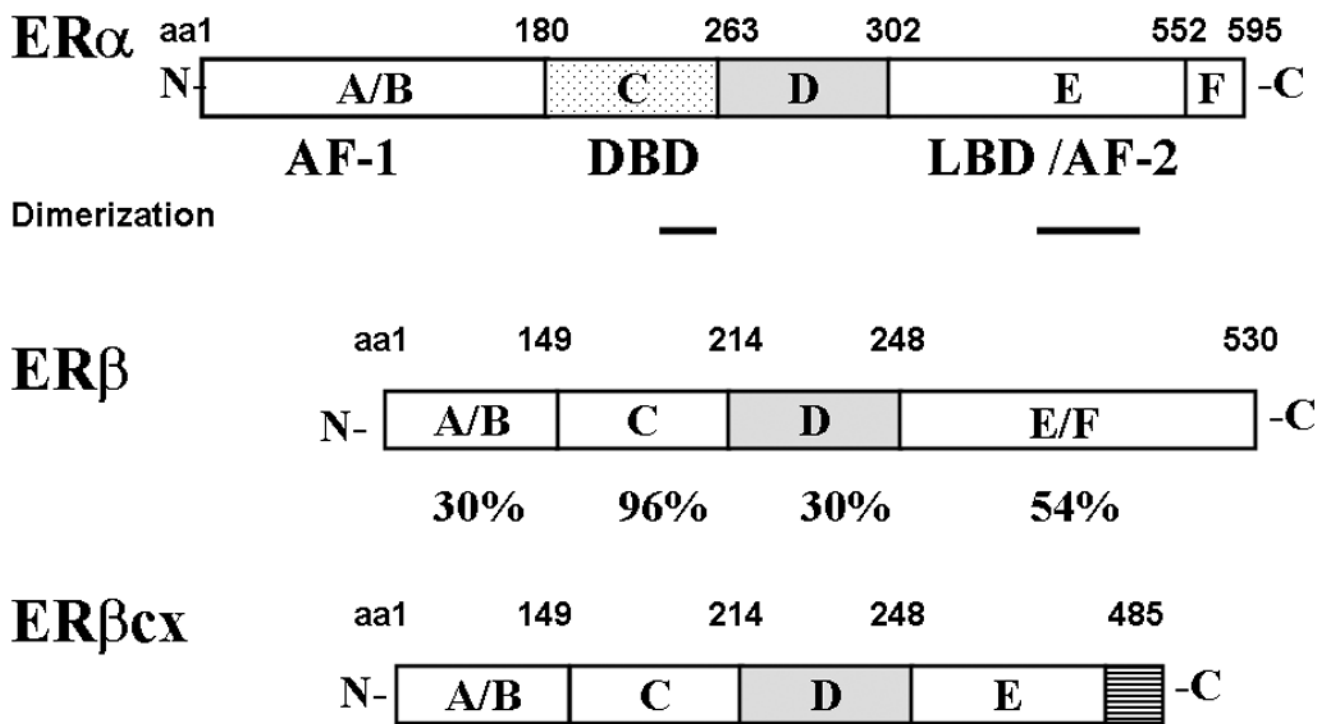 ERα aa1 180 263 302 552 595
N- A/B C D E F -C
AF-1 DBD LBD /AF-2
Dimerization
ERβ aa1 149 214 248 530
N- A/B C D E/F -C
30% 96% 30% 54%
ERβcx aa1 149 214 248 485
N- A/B C D E -C